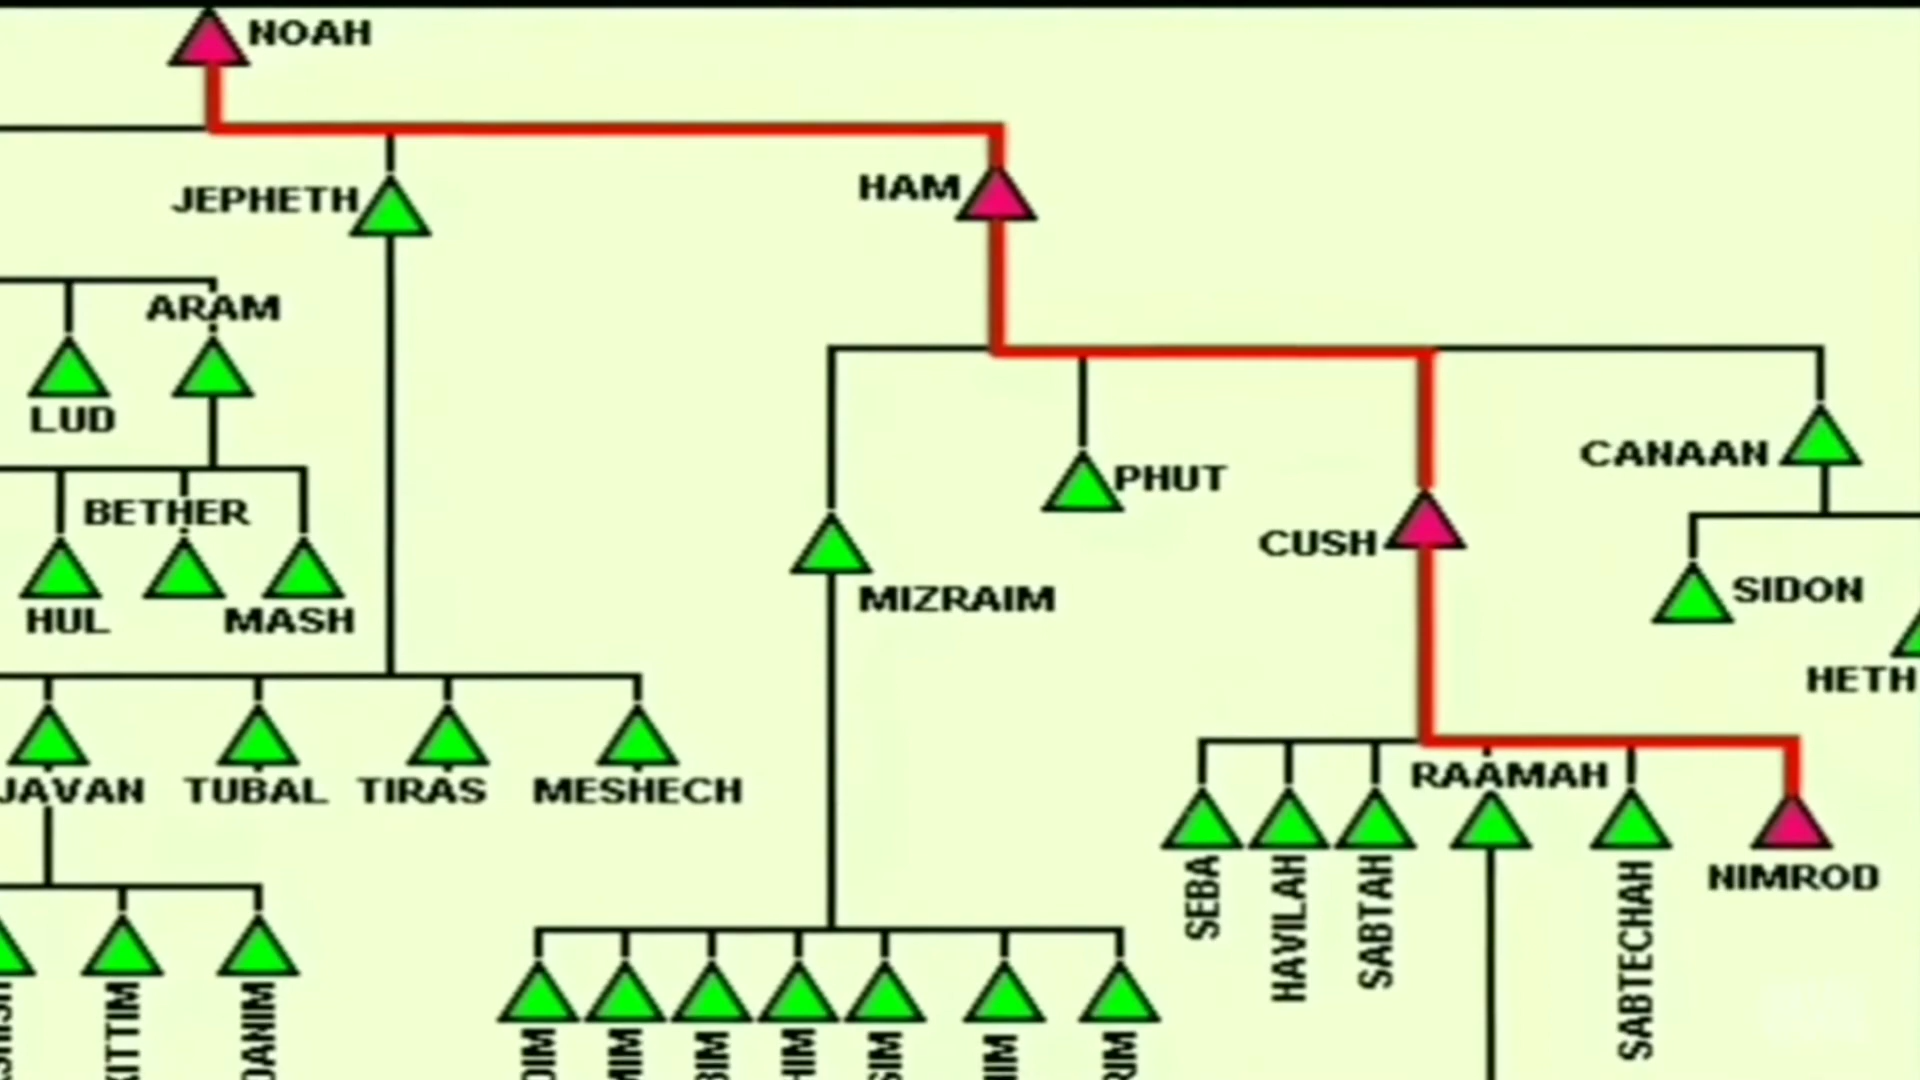 NOAH
JEPHETH
HAM
ARAM
LUD
PHUT
CANAAN
BETHER
CUSH
MIZRAIM
SIDON
HUL
MASH
HETH
JAVAN
TUBAL
TIRAS
MESHECH
RAAMAH
NIMROD
SEBA
HAVILAH
SABTAH
SABTECHAH
KITTIM